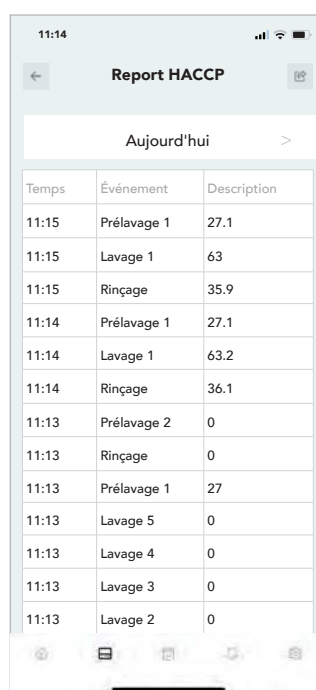 11:14
Report HACCP
Aujourd'hui >
Temps Événement Description
11:15 Prélavage 1 27.1
11:15 Lavage 1 63
11:15 Rinçage 35.9
11:14 Prélavage 1 27.1
11:14 Lavage 1 63.2
11:14 Rinçage 36.1
11:13 Prélavage 2 0
11:13 Rinçage 0
11:13 Prélavage 1 27
11:13 Lavage 5 0
11:13 Lavage 4 0
11:13 Lavage 3 0
11:13 Lavage 2 0